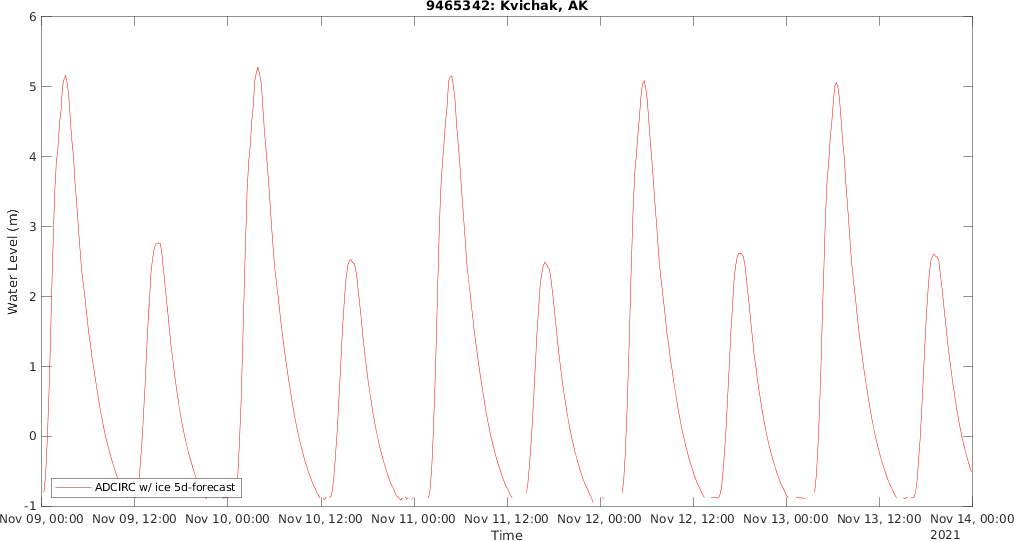 9465342: Kvichak, AK
6
5
4
3
2
1
0
-1
Water Level (m)
ADCIRC w/ ice 5d-forecast
Nov 09, 00:00 Nov 09, 12:00 Nov 10, 00:00 Nov 10, 12:00 Nov 11, 00:00 Nov 11, 12:00 Nov 12, 00:00 Nov 12, 12:00 Nov 13, 00:00 Nov 13, 12:00 Nov 14, 00:00
Time
2021